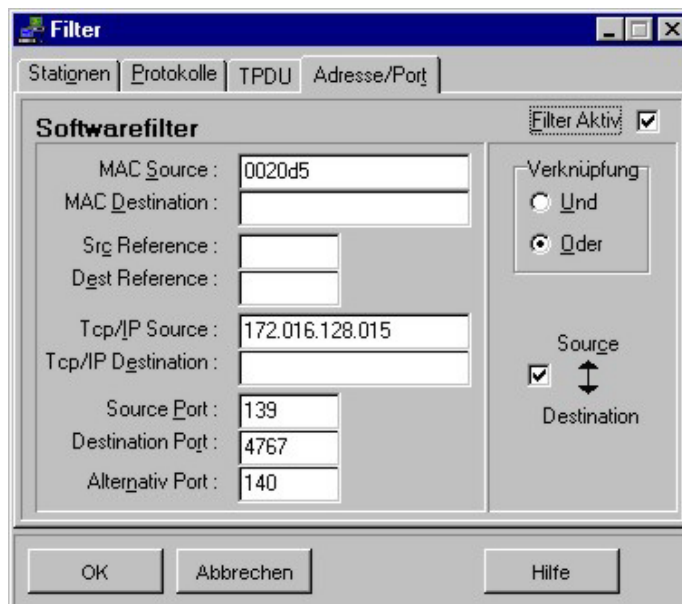 Filter
Stationen Protokolle TPDU Adresse/Port
Softwarefilter
Filter Aktiv
MAC Source : 0020d5
MAC Destination :
Src Reference :
Dest Reference :
Tcp/IP Source : 172.016.128.015
Tcp/IP Destination :
Source Port : 139
Destination Port : 4767
Alternativ Port : 140
Verknüpfung
Und
Oder
Source
Destination
OK Abbrechen Hilfe